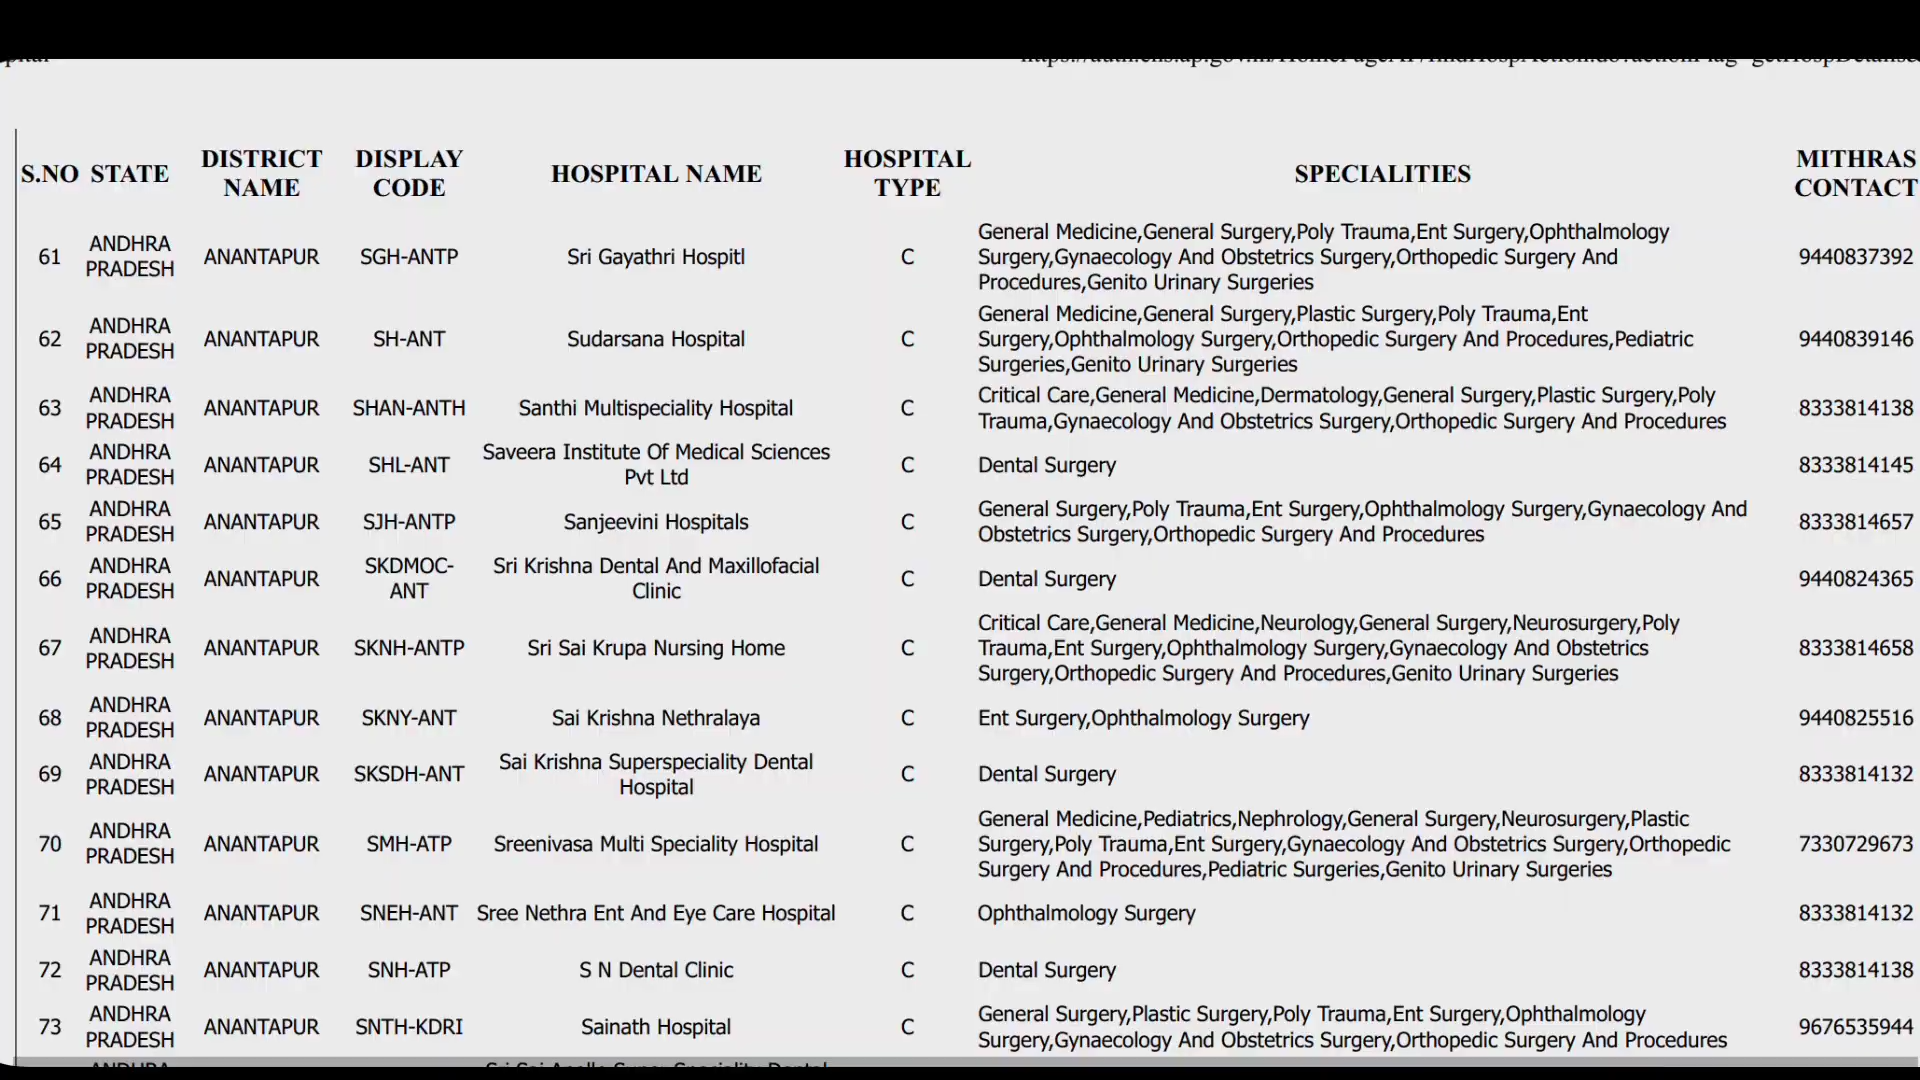 S.NO STATE DISTRICT NAME DISPLAY CODE HOSPITAL NAME HOSPITAL TYPE SPECIALITIES MITHRAS CONTACT
61 ANDHRA PRADESH ANANTAPUR SGH-ANTP Sri Gayathri Hospitl C General Medicine,General Surgery,Poly Trauma,Ent Surgery,Ophthalmology
Surgery,Gynaecology And Obstetrics Surgery,Orthopedic Surgery And
Procedures,Genito Urinary Surgeries 9440837392
62 ANDHRA PRADESH ANANTAPUR SH-ANT Sudarsana Hospital C General Medicine,General Surgery,Plastic Surgery,Poly Trauma,Ent
Surgery,Ophthalmology Surgery,Orthopedic Surgery And Procedures,Pediatric
Surgeries,Genito Urinary Surgeries 9440839146
63 ANDHRA PRADESH ANANTAPUR SHAN-ANTH Santhi Multispeciality Hospital C Critical Care,General Medicine,Dermatology,General Surgery,Plastic Surgery,Poly
Trauma,Gynaecology And Obstetrics Surgery,Orthopedic Surgery And Procedures 8333814138
64 ANDHRA PRADESH ANANTAPUR SHL-ANT Saveera Institute Of Medical Sciences Pvt Ltd C Dental Surgery 8333814145
65 ANDHRA PRADESH ANANTAPUR SJH-ANTP Sanjeevini Hospitals C General Surgery,Poly Trauma,Ent Surgery,Ophthalmology Surgery,Gynaecology And
Obstetrics Surgery,Orthopedic Surgery And Procedures 8333814657
66 ANDHRA PRADESH ANANTAPUR SKDMOC-ANT Sri Krishna Dental And Maxillofacial Clinic C Dental Surgery 9440824365
67 ANDHRA PRADESH ANANTAPUR SKNH-ANTP Sri Sai Krupa Nursing Home C Critical Care,General Medicine,Neurology,General Surgery,Neurosurgery,Poly
Trauma,Ent Surgery,Ophthalmology Surgery,Gynaecology And Obstetrics
Surgery,Orthopedic Surgery And Procedures,Genito Urinary Surgeries 8333814658
68 ANDHRA PRADESH ANANTAPUR SKNY-ANT Sai Krishna Nethralaya C Ent Surgery,Ophthalmology Surgery 9440825516
69 ANDHRA PRADESH ANANTAPUR SKSDH-ANT Sai Krishna Superspeciality Dental Hospital C Dental Surgery 8333814132
70 ANDHRA PRADESH ANANTAPUR SMH-ATP Sreenivasa Multi Speciality Hospital C General Medicine,Pediatrics,Nephrology,General Surgery,Neurosurgery,Plastic
Surgery,Poly Trauma,Ent Surgery,Gynaecology And Obstetrics Surgery,Orthopedic
Surgery And Procedures,Pediatric Surgeries,Genito Urinary Surgeries 7330729673
71 ANDHRA PRADESH ANANTAPUR SNEH-ANT Sree Nethra Ent And Eye Care Hospital C Ophthalmology Surgery 8333814132
72 ANDHRA PRADESH ANANTAPUR SNH-ATP S N Dental Clinic C Dental Surgery 8333814138
73 ANDHRA PRADESH ANANTAPUR SNTH-KDRI Sainath Hospital C General Surgery,Plastic Surgery,Poly Trauma,Ent Surgery,Ophthalmology
Surgery,Gynaecology And Obstetrics Surgery,Orthopedic Surgery And Procedures 9676535944